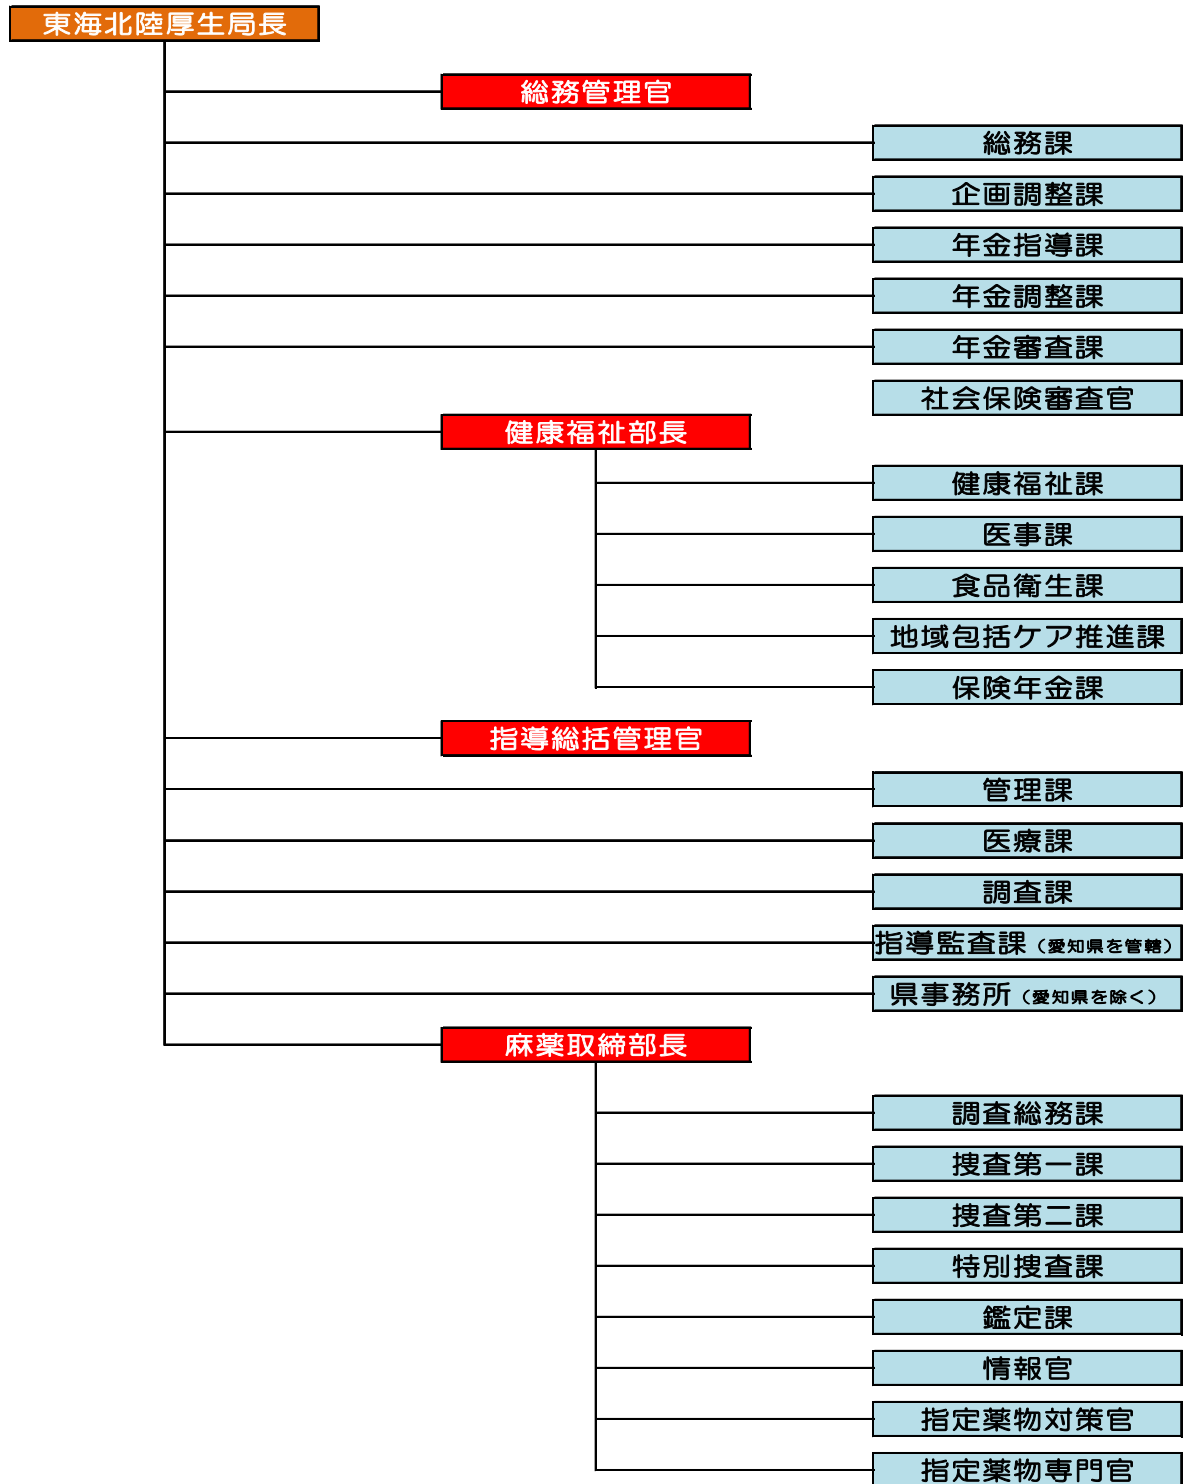 東海北陸厚生局長
総務管理官
総務課
企画調整課
年金指導課
年金調整課
年金審査課
社会保険審査官
健康福祉部長
健康福祉課
医事課
食品衛生課
地域包括ケア推進課
保険年金課
指導総括管理官
管理課
医療課
調査課
指導監査課（愛知県を管轄）
県事務所（愛知県を除く）
麻薬取締部長
調査総務課
捜査第一課
捜査第二課
特別捜査課
鑑定課
情報官
指定薬物対策官
指定薬物専門官